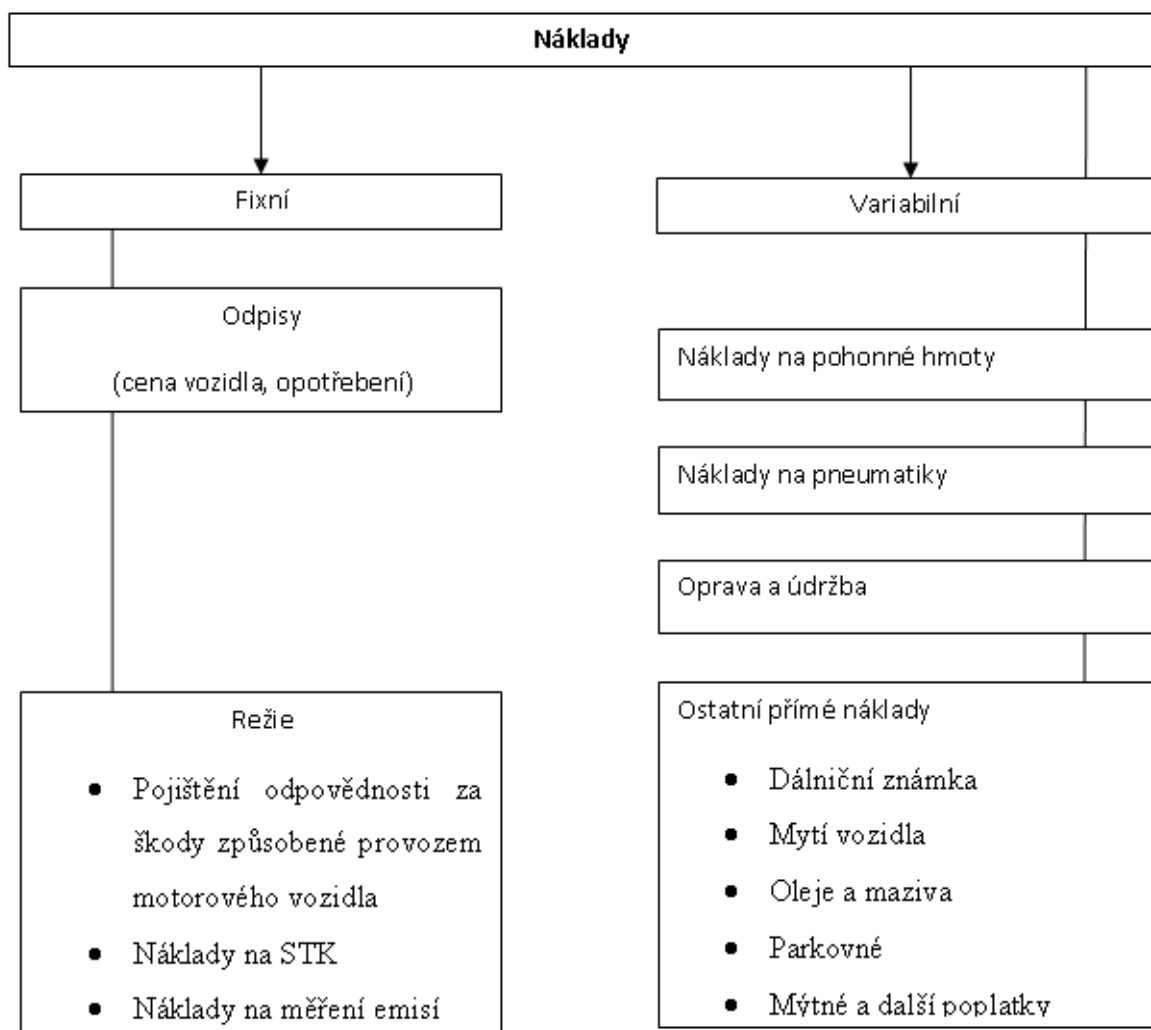 Náklady
Fixní
Odpisy
(cena vozidla, opotřebení)
Režie
• Pojištění odpovědnosti za
škody způsobené provozem
motorového vozidla
• Náklady na STK
• Náklady na měření emisí
Variabilní
Náklady na pohonné hmoty
Náklady na pneumatiky
Oprava a údržba
Ostatní přímé náklady
• Dálniční známka
• Mytí vozidla
• Oleje a maziva
• Parkovné
• Mýtné a další poplatky